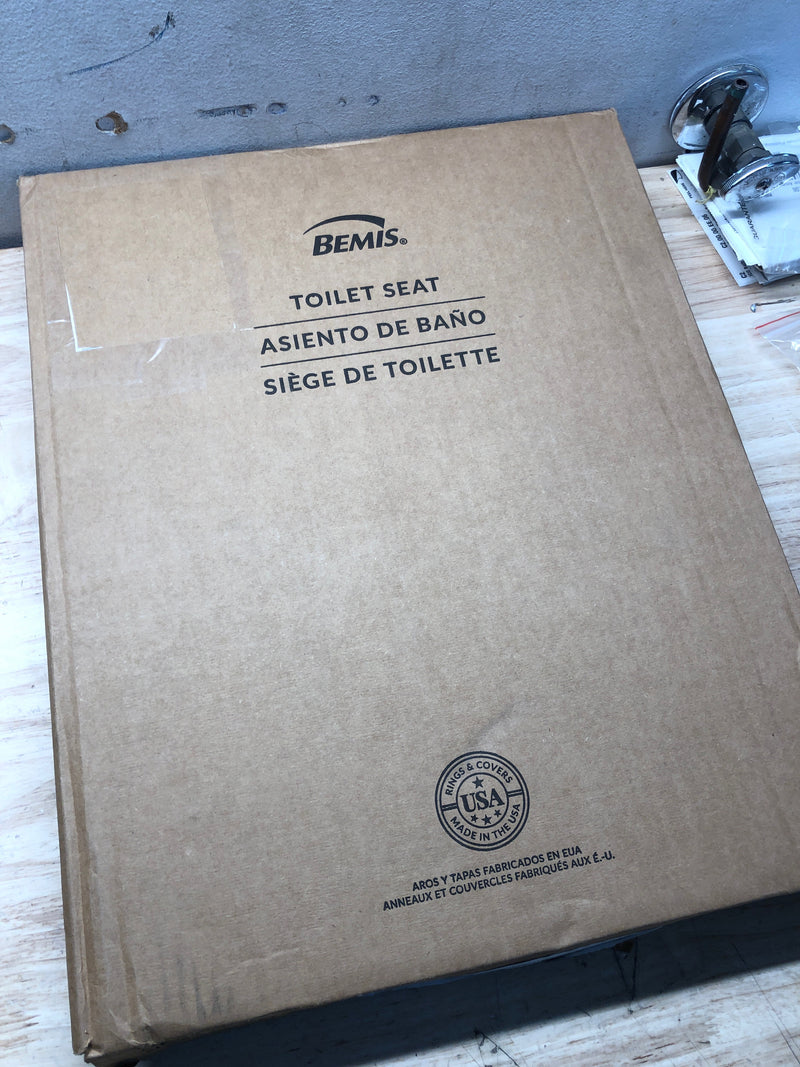 BEMIS®
TOILET SEAT
ASIENTO DE BAÑO
SIÈGE DE TOILETTE
RINGS & COVERS
USA
MADE IN THE USA
AROS Y TAPAS FABRICADOS EN EUA
ANNEAUX ET COUVERCLES FABRIQUÉS AUX É.-U.